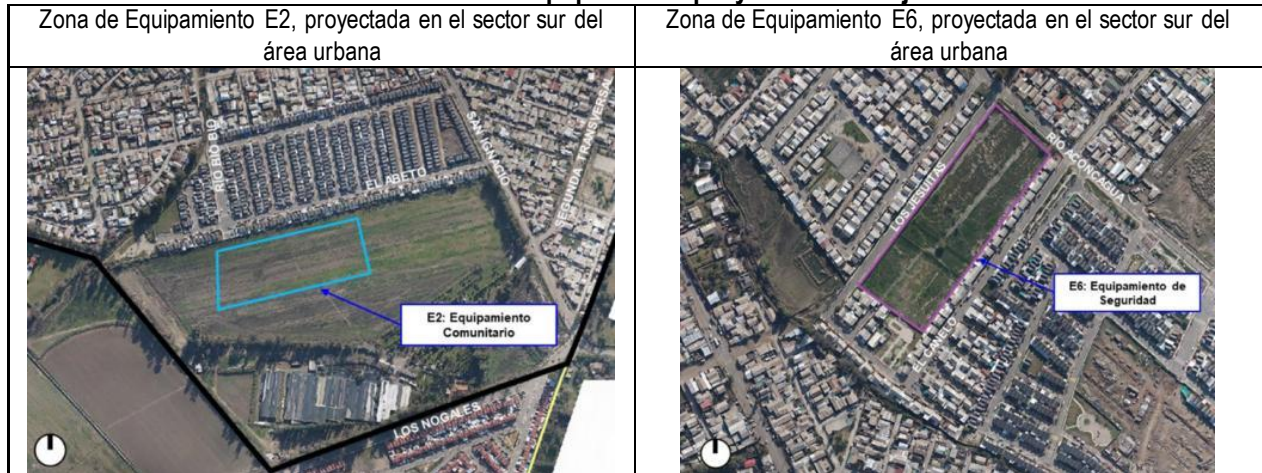 Zona de Equipamiento E2, proyectada en el sector sur del
área urbana
Zona de Equipamiento E6, proyectada en el sector sur del
área urbana
RIO BIO BIO
EL ABETO
SAN IGNACIO
SEGUNDA TRANSVERSAL
E2: Equipamiento
Comunitario
LOS NOGALES
LOS JESUITAS
RIO ACONCAGUA
E6: Equipamiento de
Seguridad